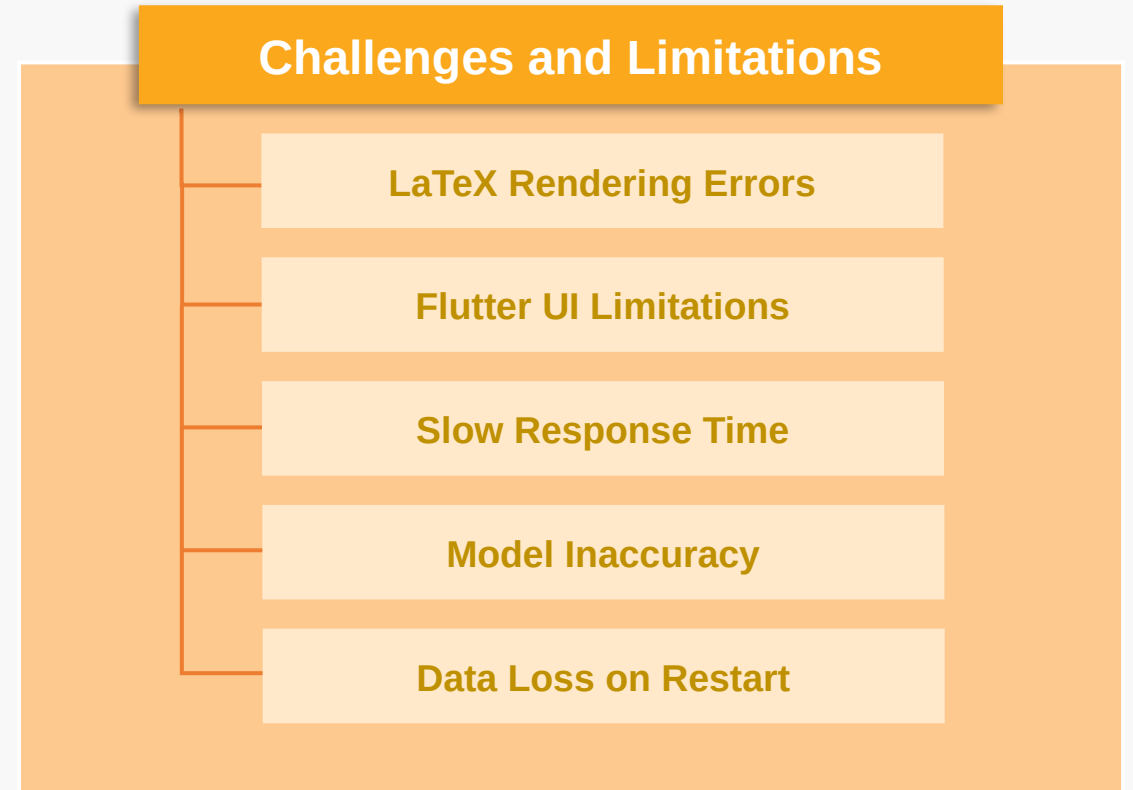 Challenges and Limitations
LaTeX Rendering Errors
Flutter UI Limitations
Slow Response Time
Model Inaccuracy
Data Loss on Restart